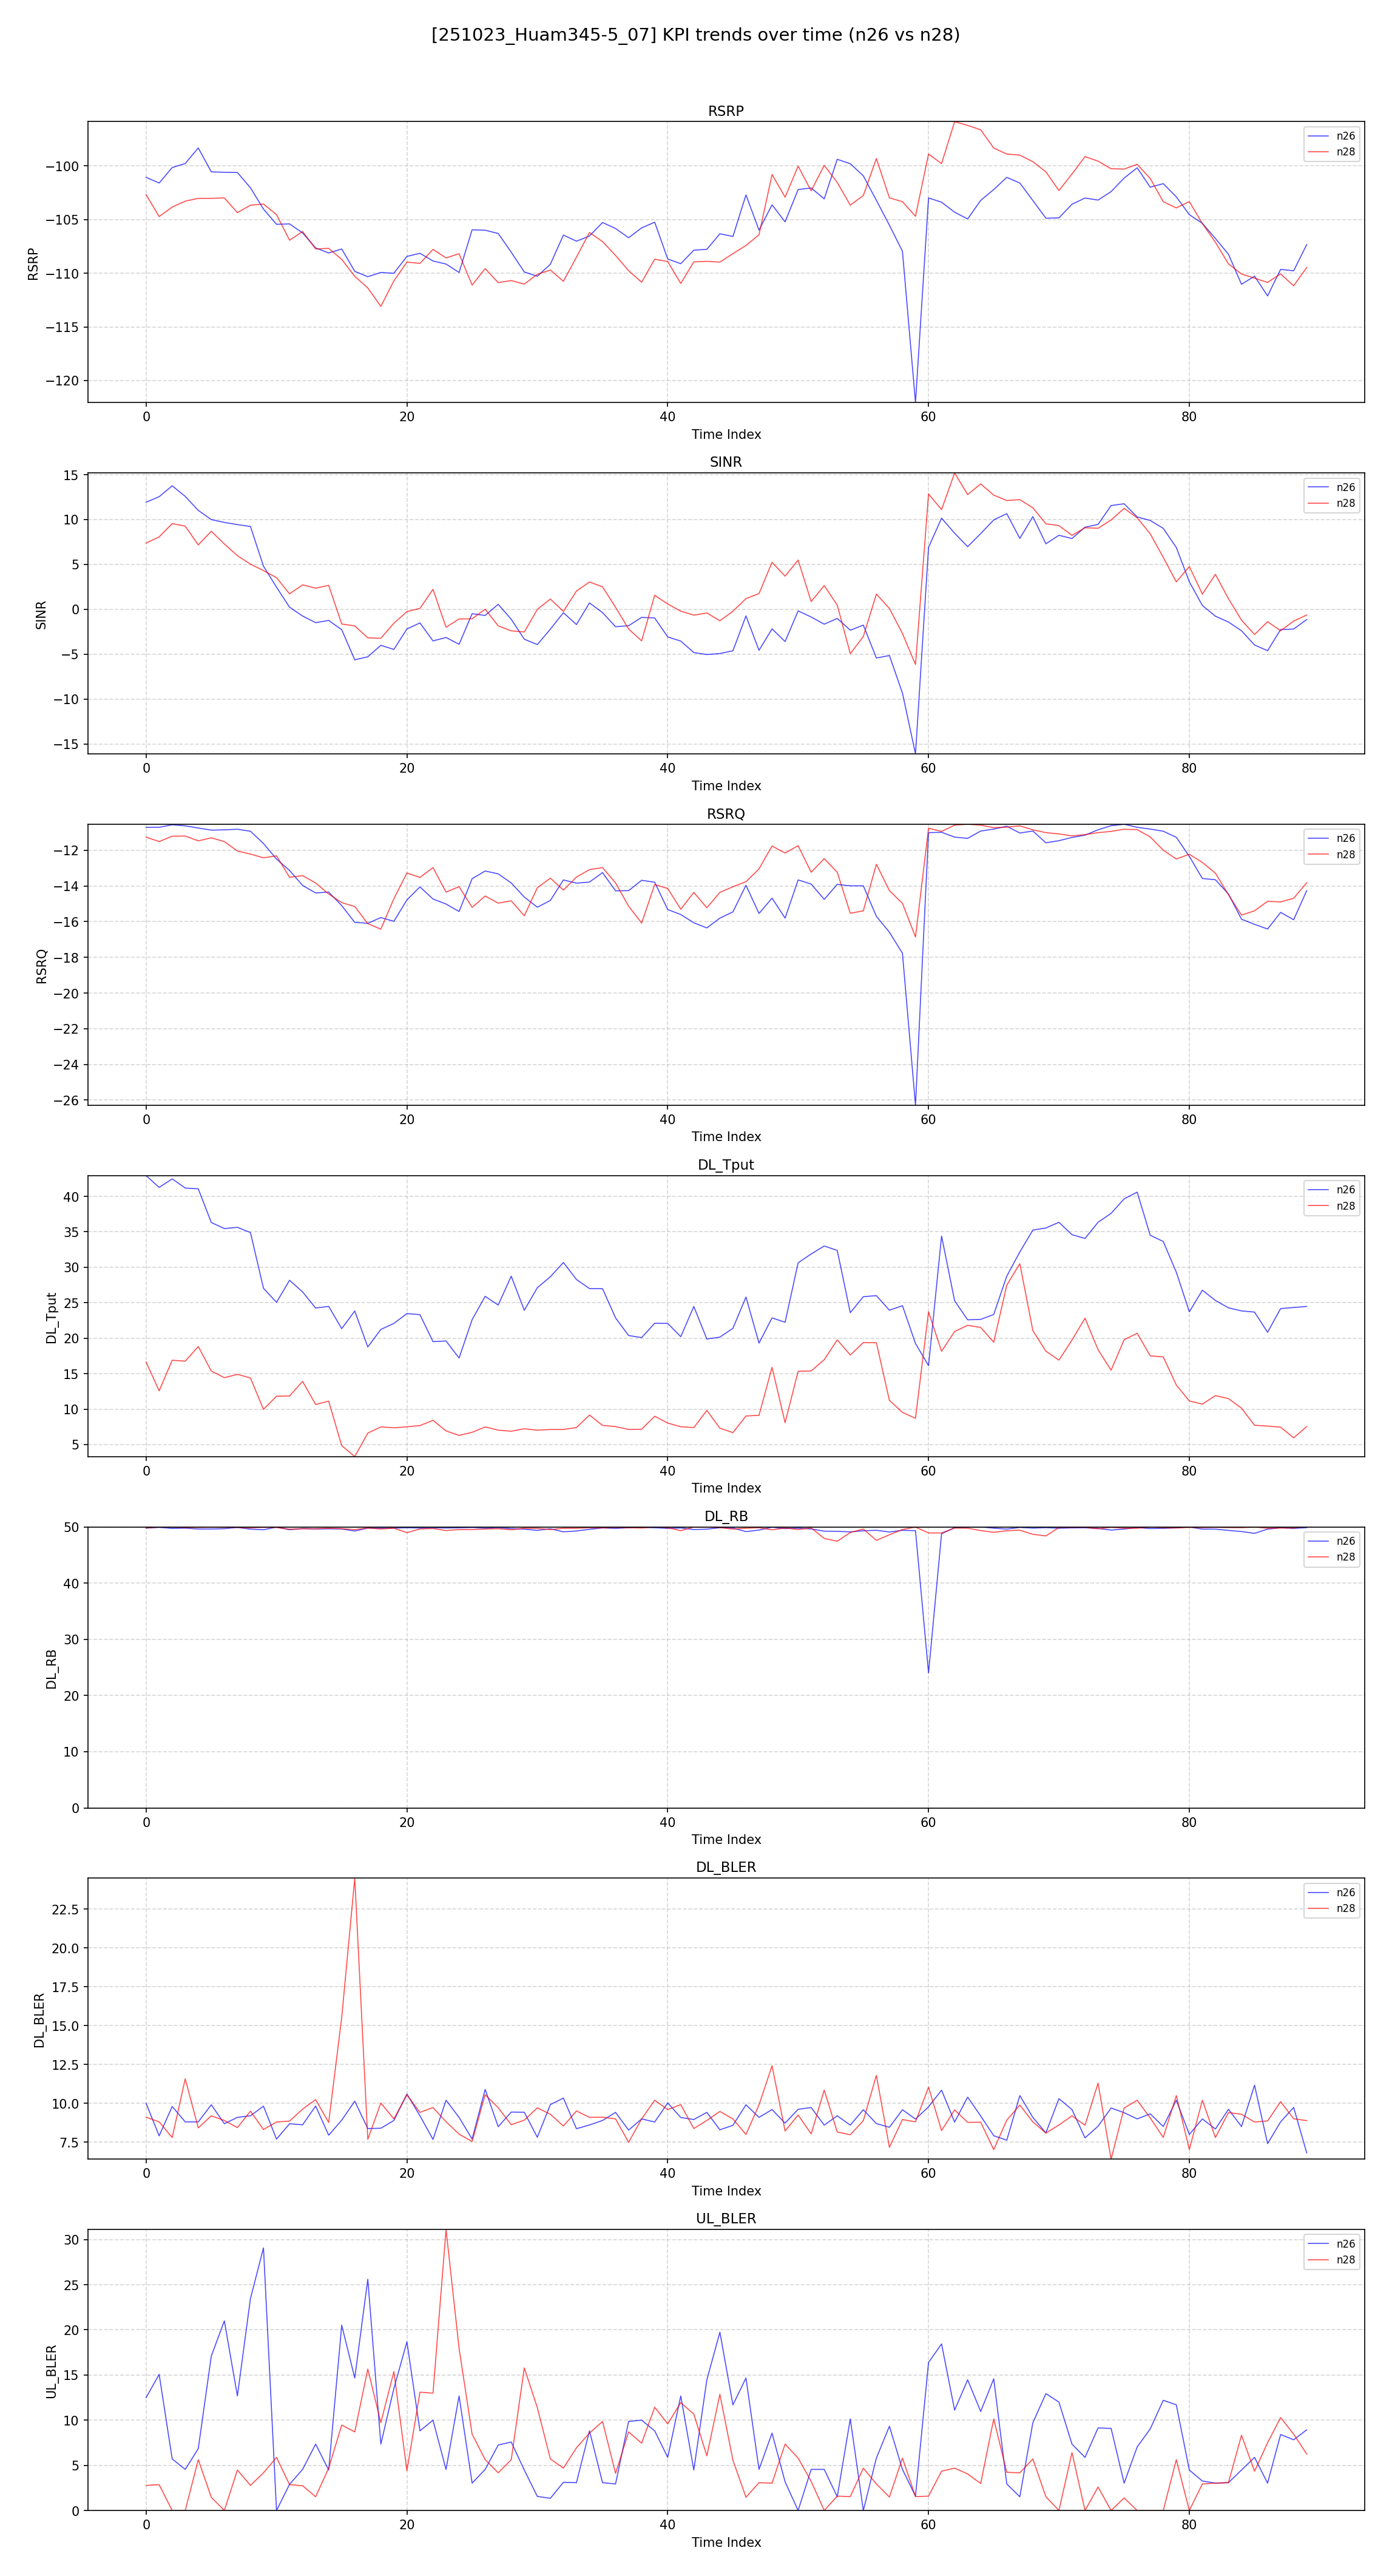 [251023_Huam345-5_07] KPI trends over time (n26 vs n28)
RSRP
n26
n28
RSRP
−100
−105
−110
−115
−120
0 20 40 60 80
Time Index
SINR
n26
n28
SINR
15
10
5
0
−5
−10
−15
0 20 40 60 80
Time Index
RSRQ
n26
n28
RSRQ
−12
−14
−16
−18
−20
−22
−24
−26
0 20 40 60 80
Time Index
DL_Tput
n26
n28
DL_Tput
40
35
30
25
20
15
10
5
0 20 40 60 80
Time Index
DL_RB
n26
n28
DL_RB
50
40
30
20
10
0
0 20 40 60 80
Time Index
DL_BLER
n26
n28
DL_BLER
22.5
20.0
17.5
15.0
12.5
10.0
7.5
0 20 40 60 80
Time Index
UL_BLER
n26
n28
UL_BLER
30
25
20
15
10
5
0
0 20 40 60 80
Time Index